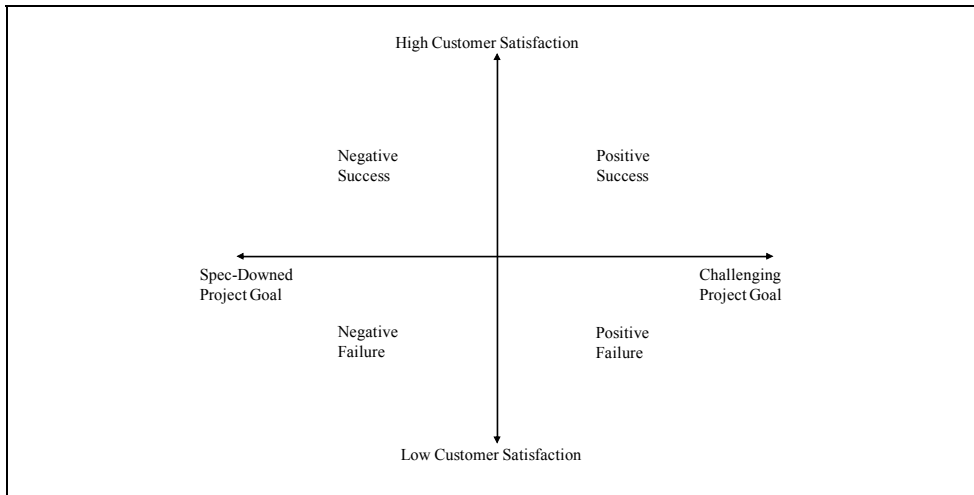 High Customer Satisfaction
Negative
Success
Positive
Success
Spec-Downed
Project Goal
Challenging
Project Goal
Negative
Failure
Positive
Failure
Low Customer Satisfaction